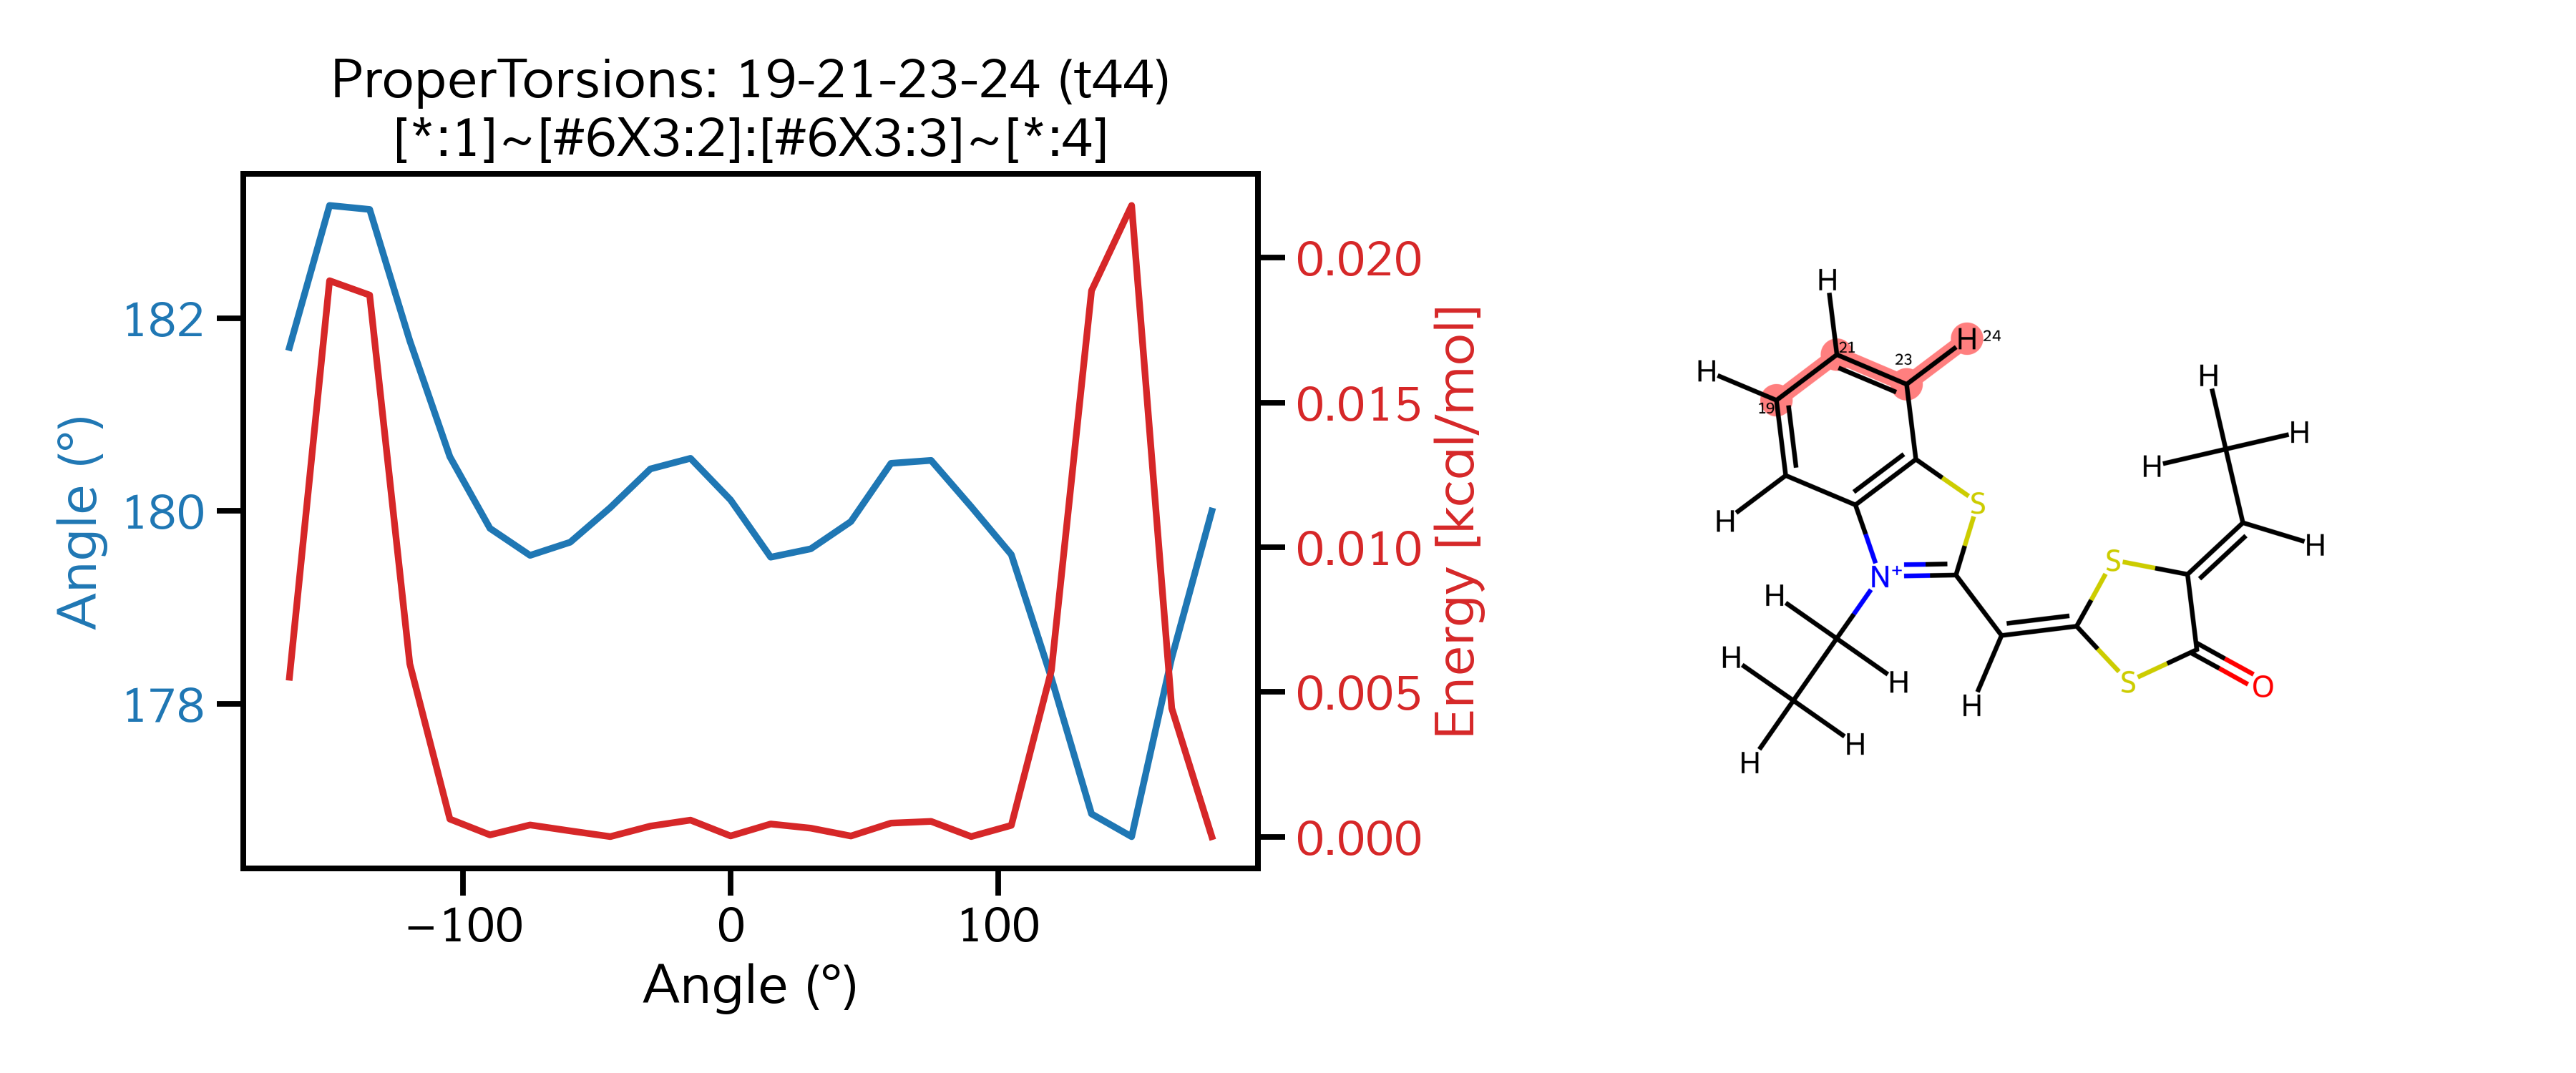 ProperTorsions: 19-21-23-24 (t44)
[*:1]~[#6X3:2]:[#6X3:3]~[*:4]
182
180
178
Angle (°)
−100
0
100
Angle (°)
0.020
0.015
0.010
0.005
0.000
Energy [kcal/mol]
H
H
H 24
21
23
19
H
S
N+
H
H
H
H
H
H
S
S
O
H
H
H
H